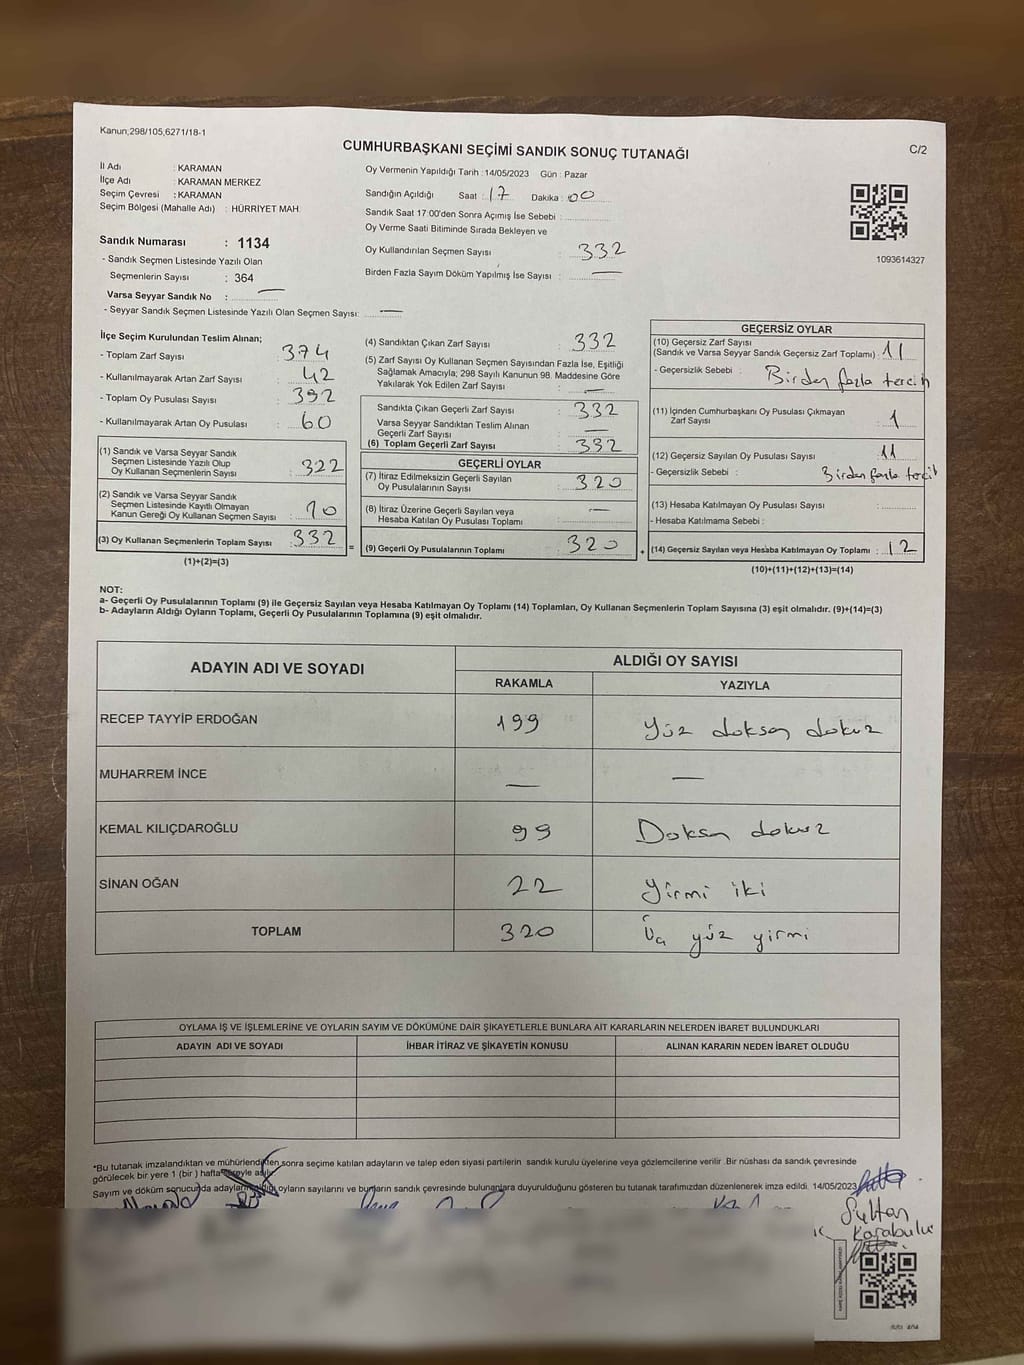 Kanun,298/105,6271/18-1
CUMHURBAŞKANI SEÇİMİ SANDIK SONUÇ TUTANAĞI
C/2
İl Adı : KARAMAN
İlçe Adı : KARAMAN MERKEZ
Seçim Çevresi : KARAMAN
Seçim Bölgesi (Mahalle Adı) : HÜRRİYET MAH.
Sandık Numarası : 1134
- Sandık Seçmen Listesinde Yazılı Olan
Seçmenlerin Sayısı : 364
Varsa Seyyar Sandık No : —
- Seyyar Sandık Seçmen Listesinde Yazılı Olan Seçmen Sayısı: —
Oy Vermenin Yapıldığı Tarih : 14/05/2023 Gün : Pazar
Sandığın Açıldığı Saat : 17 Dakika : 00
Sandık Saat 17:00'den Sonra Açımış İse Sebebi :
Oy Verme Saati Bitiminde Sırada Bekleyen ve
Oy Kullandırılan Seçmen Sayısı : 332
Birden Fazla Sayım Döküm Yapılmış İse Sayısı : —
1093614327
İlçe Seçim Kurulundan Teslim Alınan;
- Toplam Zarf Sayısı : 374
- Kullanılmayarak Artan Zarf Sayısı : 42
- Toplam Oy Pusulası Sayısı : 392
- Kullanılmayarak Artan Oy Pusulası : 60
(1) Sandık ve Varsa Seyyar Sandık
Seçmen Listesinde Yazılı Olup
Oy Kullanan Seçmenlerin Sayısı : 322
(2) Sandık ve Varsa Seyyar Sandık
Seçmen Listesinde Kayıtlı Olmayan
Kanun Gereği Oy Kullanan Seçmen Sayısı : 10
(3) Oy Kullanan Seçmenlerin Toplam Sayısı : 332
(1)+(2)=(3)
(4) Sandıktan Çıkan Zarf Sayısı : 332
(5) Zarf Sayısı Oy Kullanan Seçmen Sayısından Fazla İse, Eşitliği
Sağlamak Amacıyla; 298 Sayılı Kanunun 98. Maddesine Göre
Yakılarak Yok Edilen Zarf Sayısı : —
Sandıkta Çıkan Geçerli Zarf Sayısı : 332
Varsa Seyyar Sandıktan Teslim Alınan
Geçerli Zarf Sayısı : —
(6) Toplam Geçerli Zarf Sayısı : 332
GEÇERLİ OYLAR
(7) İtiraz Edilmeksizin Geçerli Sayılan
Oy Pusulalarının Sayısı : 320
(8) İtiraz Üzerine Geçerli Sayılan veya
Hesaba Katılan Oy Pusulası Toplamı : —
= (9) Geçerli Oy Pusulalarının Toplamı : 320
GEÇERSİZ OYLAR
(10) Geçersiz Zarf Sayısı
(Sandık ve Varsa Seyyar Sandık Geçersiz Zarf Toplamı) : 11
- Geçersizlik Sebebi : Birden fazla tercih
(11) İçinden Cumhurbaşkanı Oy Pusulası Çıkmayan
Zarf Sayısı : 1
(12) Geçersiz Sayılan Oy Pusulası Sayısı : 11
- Geçersizlik Sebebi : Birden fazla tercih
(13) Hesaba Katılmayan Oy Pusulası Sayısı :
- Hesaba Katılmama Sebebi :
+ (14) Geçersiz Sayılan veya Hesaba Katılmayan Oy Toplamı : 12
(10)+(11)+(12)+(13)=(14)
NOT:
a- Geçerli Oy Pusulalarının Toplamı (9) ile Geçersiz Sayılan veya Hesaba Katılmayan Oy Toplamı (14) Toplamları, Oy Kullanan Seçmenlerin Toplam Sayısına (3) eşit olmalıdır. (9)+(14)=(3)
b- Adayların Aldığı Oyların Toplamı, Geçerli Oy Pusulalarının Toplamına (9) eşit olmalıdır.
ADAYIN ADI VE SOYADI
ALDIĞI OY SAYISI
RAKAMLA YAZIYLA
RECEP TAYYİP ERDOĞAN 199 Yüz doksan dokuz
MUHARREM İNCE — —
KEMAL KILIÇDAROĞLU 99 Doksan dokuz
SİNAN OĞAN 22 Yirmi iki
TOPLAM 320 Üç yüz yirmi
OYLAMA İŞ VE İŞLEMLERİNE VE OYLARIN SAYIM VE DÖKÜMÜNE DAİR ŞİKAYETLERLE BUNLARA AİT KARARLARIN NELERDEN İBARET BULUNDUKLARI
ADAYIN ADI VE SOYADI İHBAR İTİRAZ VE ŞİKAYETİN KONUSU ALINAN KARARIN NEDEN İBARET OLDUĞU
*Bu tutanak imzalandıktan ve mühürlendikten sonra seçime katılan adayların ve talep eden siyasi partilerin sandık kurulu üyelerine veya gözlemcilerine verilir .Bir nüshası da sandık çevresinde
görülecek bir yere 1 (bir ) hafta süreyle asılır.
Sayım ve döküm sonucunda adayların aldığı oyların sayılarını ve bunların sandık çevresinde bulunanlara duyurulduğunu gösteren bu tutanak tarafımızdan düzenlenerek imza edildi. 14/05/2023
Sultan
Karabulu